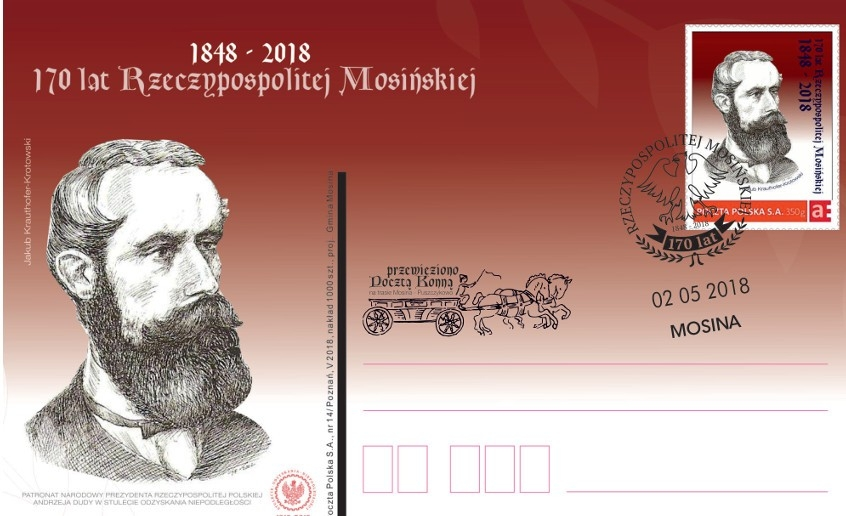 1848 - 2018
170 lat Rzeczypospolitej Mosińskiej
Jakub Krauthofer-Krotowski
PATRONAT NARODOWY PREZYDENTA RZECZYPOSPOLITEJ POLSKIEJ
ANDRZEJA DUDY W STULECIE ODZYSKANIA NIEPODLEGŁOŚCI
oczta Polska S.A., nr 14/ Poznań, V 2018. nakład 1000 szt., proj. Gmina Mosina
przewieziono
Pocztą Konną
na trasie Mosina - Puszczykowo
170 lat Rzeczypospolitej Mosińskiej
1848 - 2018
Jakub Krauthofer-Krotowski
POCZTA POLSKA S.A. 350g
RZECZYPOSPOLITEJ MOSIŃSKIEJ
1848 - 2018
170 lat
02 05 2018
MOSINA